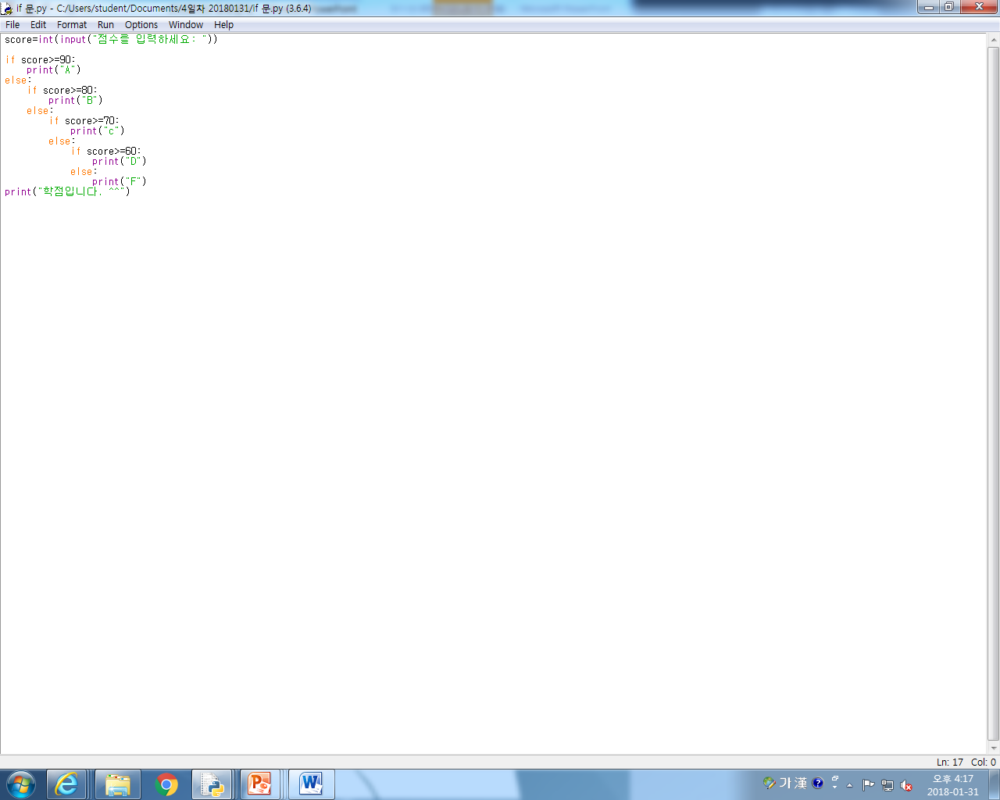 if 문.py - C:/Users/student/Documents/4일차 20180131/if 문.py (3.6.4)
File Edit Format Run Options Window Help
score=int(input("점수를 입력하세요: "))
if score>=90:
    print("A")
else:
    if score>=80:
        print("B")
    else:
        if score>=70:
            print("c")
        else:
            if score>=60:
                print("D")
            else:
                print("F")
print("학점입니다. ^^")
Ln: 17 Col: 0
가 漢
오후 4:17
2018-01-31